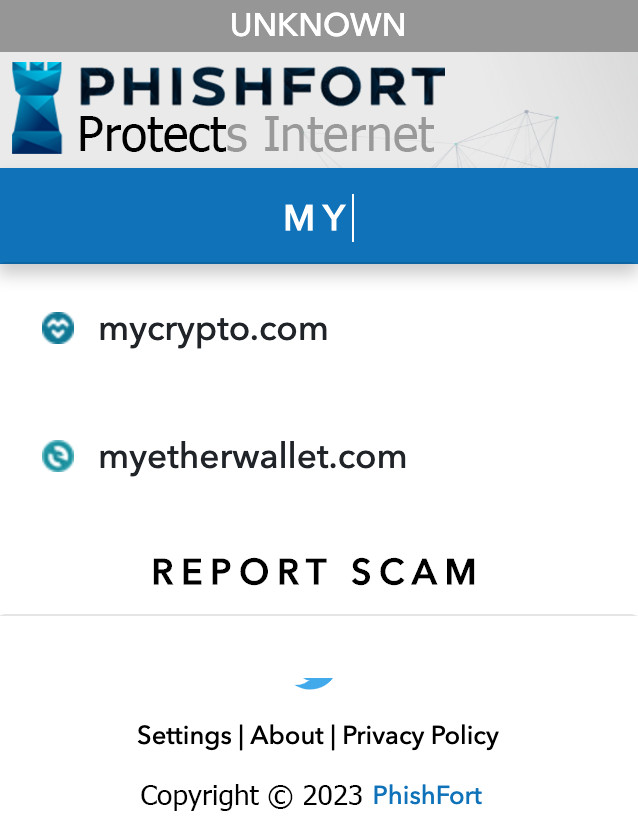 UNKNOWN
PHISHFORT
Protects Internet
MY
mycrypto.com
myetherwallet.com
REPORT SCAM
Settings | About | Privacy Policy
Copyright © 2023 PhishFort